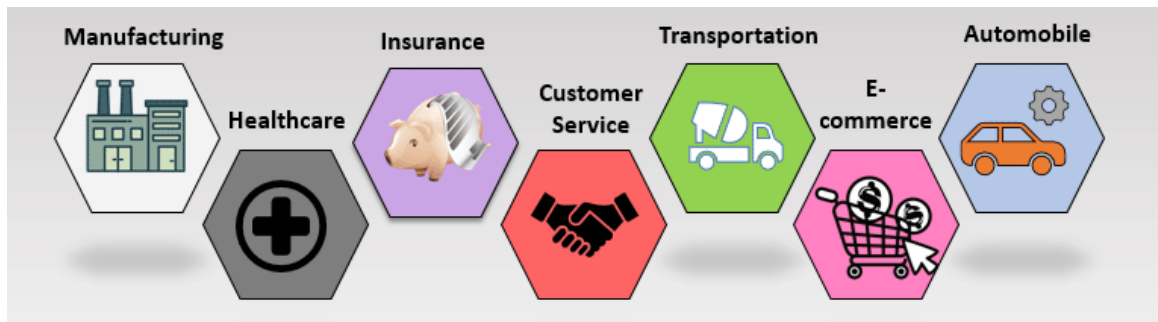 Manufacturing
Healthcare
Insurance
Customer
Service
Transportation
E-
commerce
Automobile